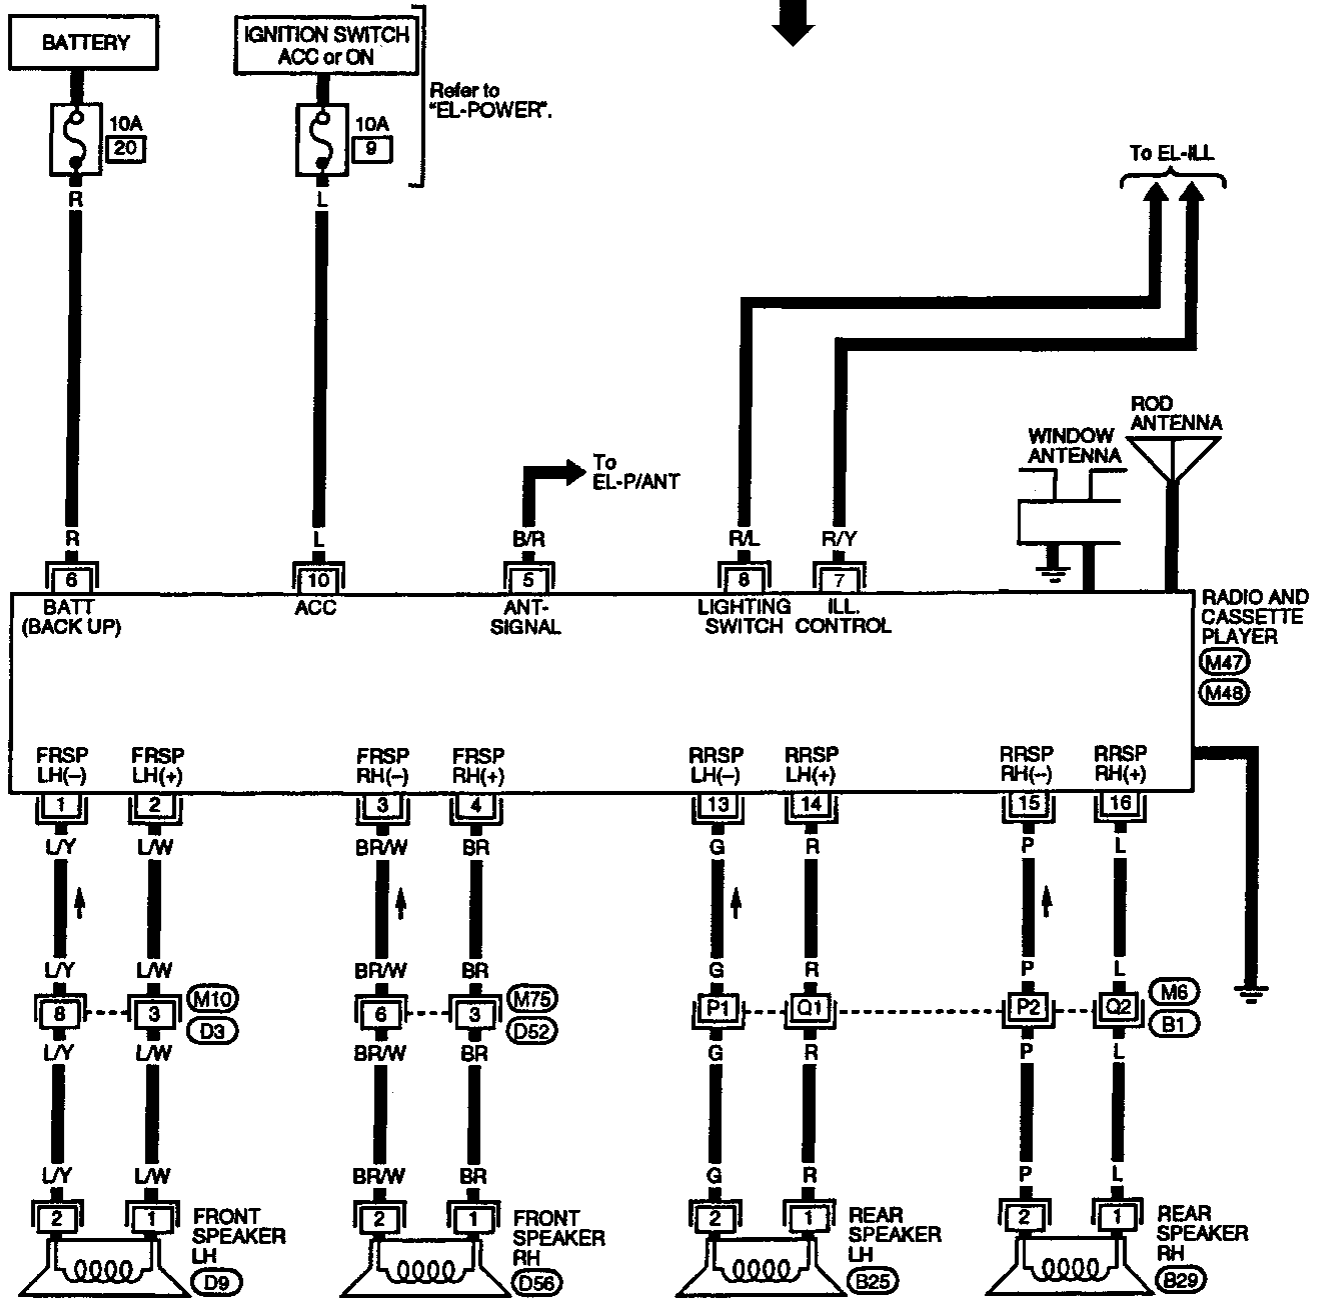 BATTERY
IGNITION SWITCH
ACC or ON
Refer to
"EL-POWER".
10A
20
10A
9
R
L
To EL-ILL
ROD
ANTENNA
WINDOW
ANTENNA
To
EL-P/ANT
R
L
B/R
R/L
R/Y
6
10
5
8
7
BATT
(BACK UP)
ACC
ANT-
SIGNAL
LIGHTING
SWITCH
ILL.
CONTROL
RADIO AND
CASSETTE
PLAYER
M47
M48
FRSP
LH(–)
FRSP
LH(+)
FRSP
RH(–)
FRSP
RH(+)
RRSP
LH(–)
RRSP
LH(+)
RRSP
RH(–)
RRSP
RH(+)
1
2
3
4
13
14
15
16
L/Y
L/W
BR/W
BR
G
R
P
L
L/Y
L/W
BR/W
BR
G
R
P
L
8
3
M10
D3
6
3
M75
D52
P1
Q1
P2
Q2
M6
B1
L/Y
L/W
BR/W
BR
G
R
P
L
L/Y
L/W
BR/W
BR
G
R
P
L
2
1
FRONT
SPEAKER
LH
D9
2
1
FRONT
SPEAKER
RH
D56
2
1
REAR
SPEAKER
LH
B25
2
1
REAR
SPEAKER
RH
B29